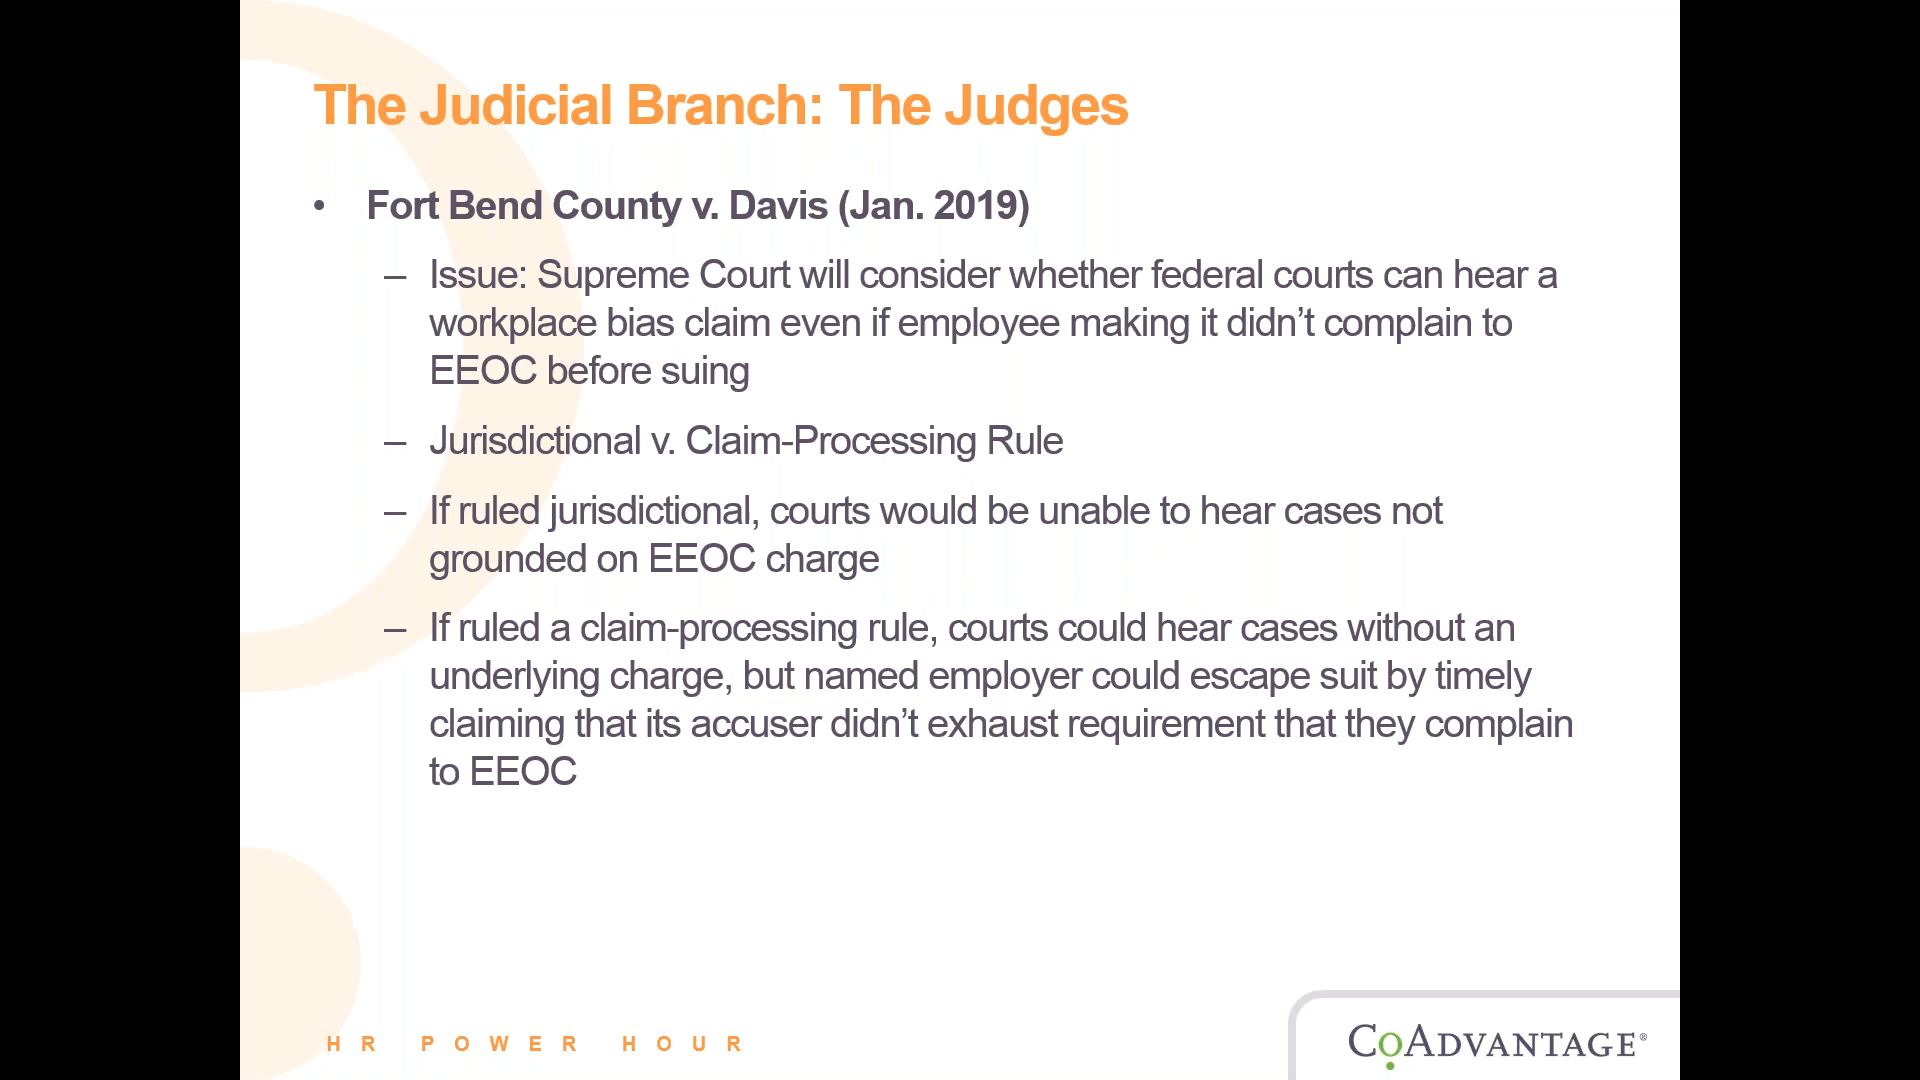 The Judicial Branch: The Judges
• Fort Bend County v. Davis (Jan. 2019)
– Issue: Supreme Court will consider whether federal courts can hear a
workplace bias claim even if employee making it didn’t complain to
EEOC before suing
– Jurisdictional v. Claim-Processing Rule
– If ruled jurisdictional, courts would be unable to hear cases not
grounded on EEOC charge
– If ruled a claim-processing rule, courts could hear cases without an
underlying charge, but named employer could escape suit by timely
claiming that its accuser didn’t exhaust requirement that they complain
to EEOC
HR POWER HOUR
CoAdvantage®